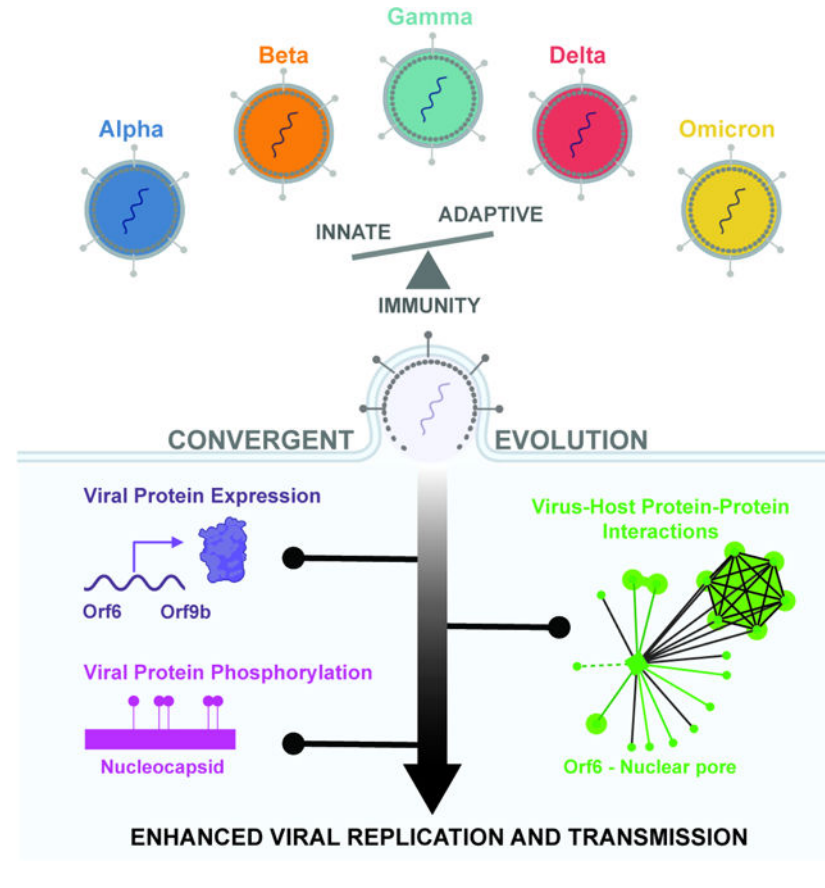 Gamma
Beta
Delta
Alpha
Omicron
INNATE
ADAPTIVE
IMMUNITY
CONVERGENT EVOLUTION
Viral Protein Expression
Orf6 Orf9b
Virus-Host Protein-Protein
Interactions
Viral Protein Phosphorylation
Nucleocapsid
Orf6 - Nuclear pore
ENHANCED VIRAL REPLICATION AND TRANSMISSION